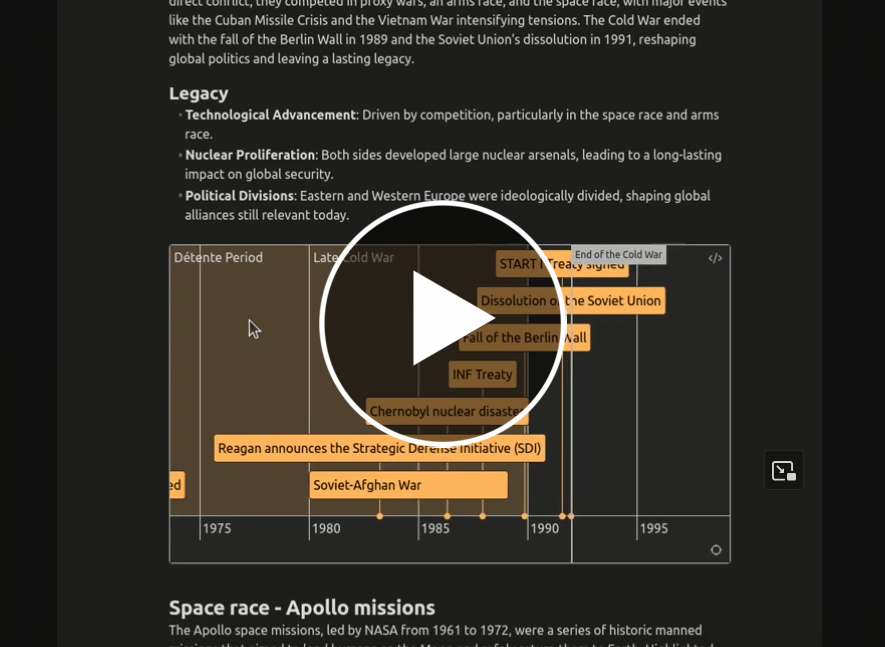 direct conflict, they competed in proxy wars, an arms race, and the space race, with major events
like the Cuban Missile Crisis and the Vietnam War intensifying tensions. The Cold War ended
with the fall of the Berlin Wall in 1989 and the Soviet Union's dissolution in 1991, reshaping
global politics and leaving a lasting legacy.
Legacy
• Technological Advancement: Driven by competition, particularly in the space race and arms
race.
• Nuclear Proliferation: Both sides developed large nuclear arsenals, leading to a long-lasting
impact on global security.
• Political Divisions: Eastern and Western Europe were ideologically divided, shaping global
alliances still relevant today.
Détente Period
Late Cold War
End of the Cold War
</>
START I Treaty signed
Dissolution of the Soviet Union
Fall of the Berlin Wall
INF Treaty
Chernobyl nuclear disaster
Reagan announces the Strategic Defense Initiative (SDI)
ed
Soviet-Afghan War
1975
1980
1985
1990
1995
Space race - Apollo missions
The Apollo space missions, led by NASA from 1961 to 1972, were a series of historic manned